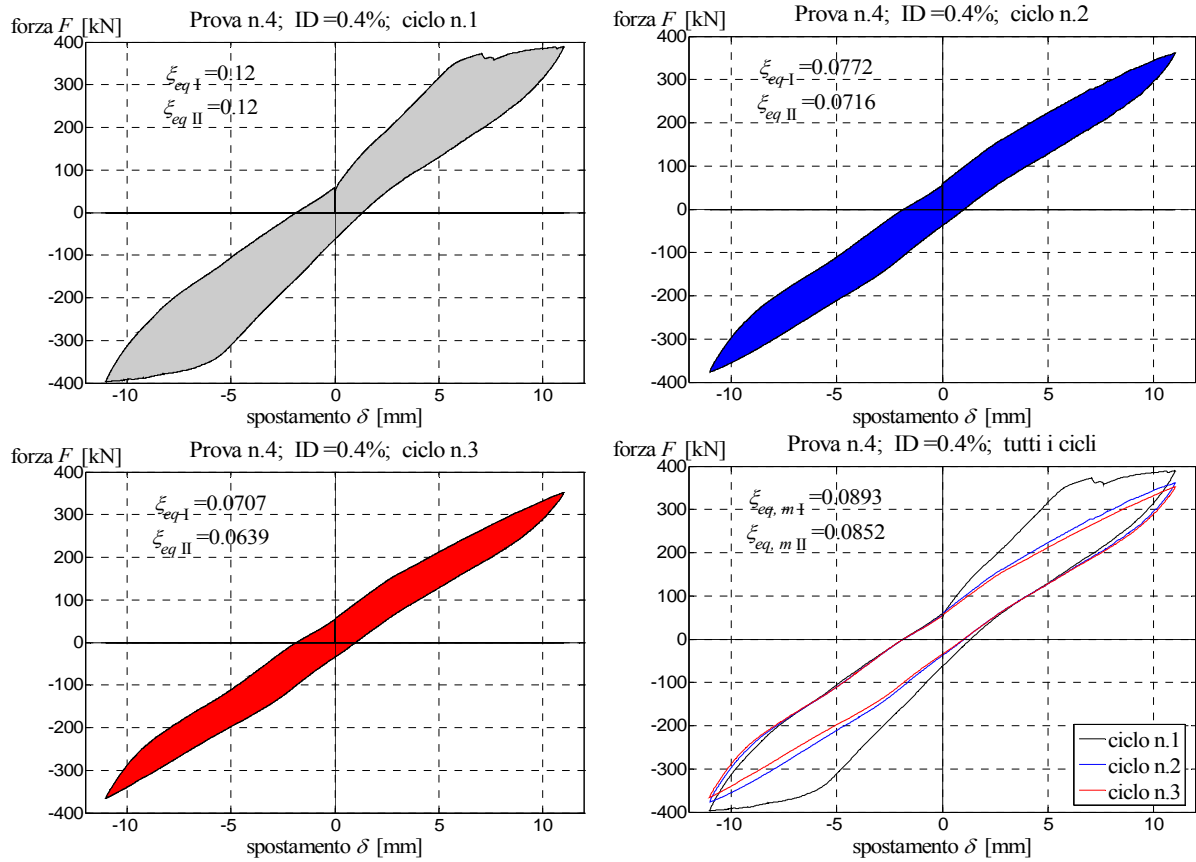 forza F [kN]
Prova n.4; ID =0.4%; ciclo n.1
ξeq I =0.12
ξeq II =0.12
400
300
200
100
0
-100
-200
300
-400
-10
-5
0
5
10
spostamento δ [mm]
forza F [kN]
Prova n.4; ID =0.4%; ciclo n.2
ξeq I =0.0772
ξeq II =0.0716
400
300
200
100
0
-100
-200
-300
-400
-10
-5
0
5
10
spostamento δ [mm]
forza F [kN]
Prova n.4; ID =0.4%; ciclo n.3
ξeq I =0.0707
ξeq II =0.0639
400
300
200
100
0
-100
-200
300
-400
-10
-5
0
5
10
spostamento δ [mm]
forza F [kN]
Prova n.4; ID =0.4%; tutti i cicli
ξeq, m I =0.0893
ξeq, m II =0.0852
400
300
200
100
0
-100
-200
-300
-400
-10
-5
0
5
10
spostamento δ [mm]
ciclo n.1
ciclo n.2
ciclo n.3